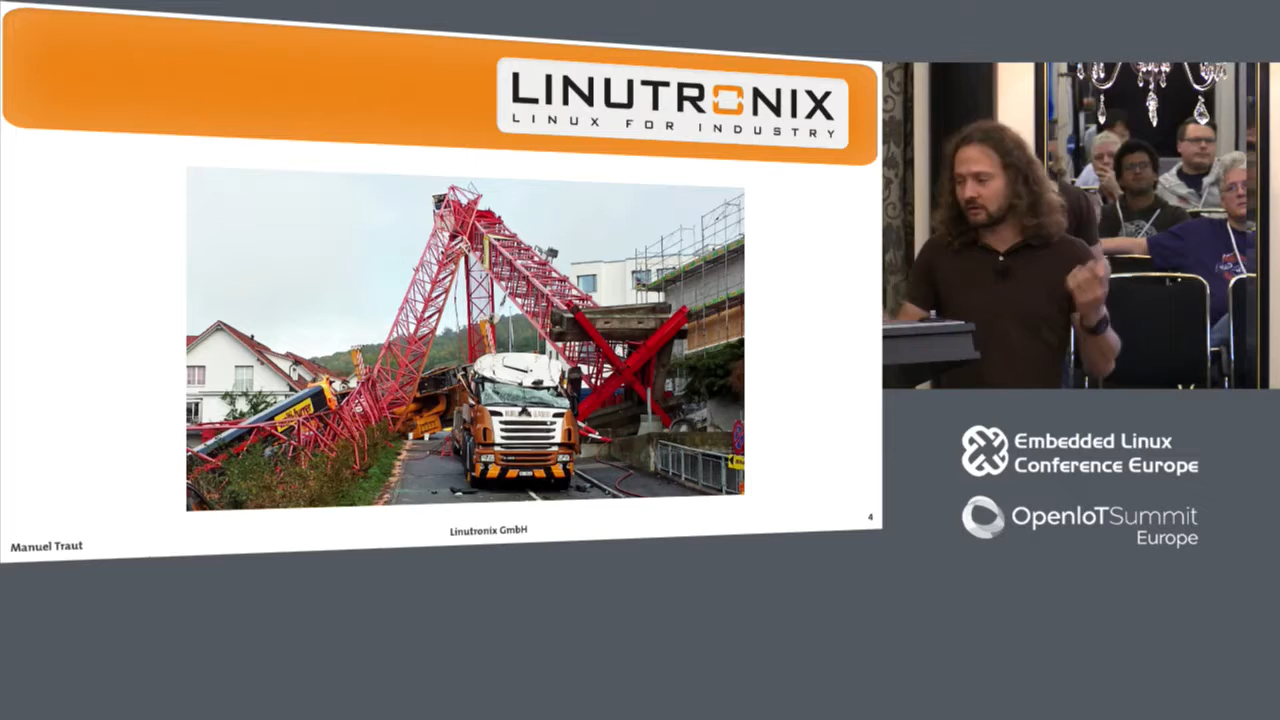 LINUTRONIX
LINUX FOR INDUSTRY
Manuel Traut
Linutronix GmbH
4
Embedded Linux
Conference Europe
OpenIoTSummit
Europe